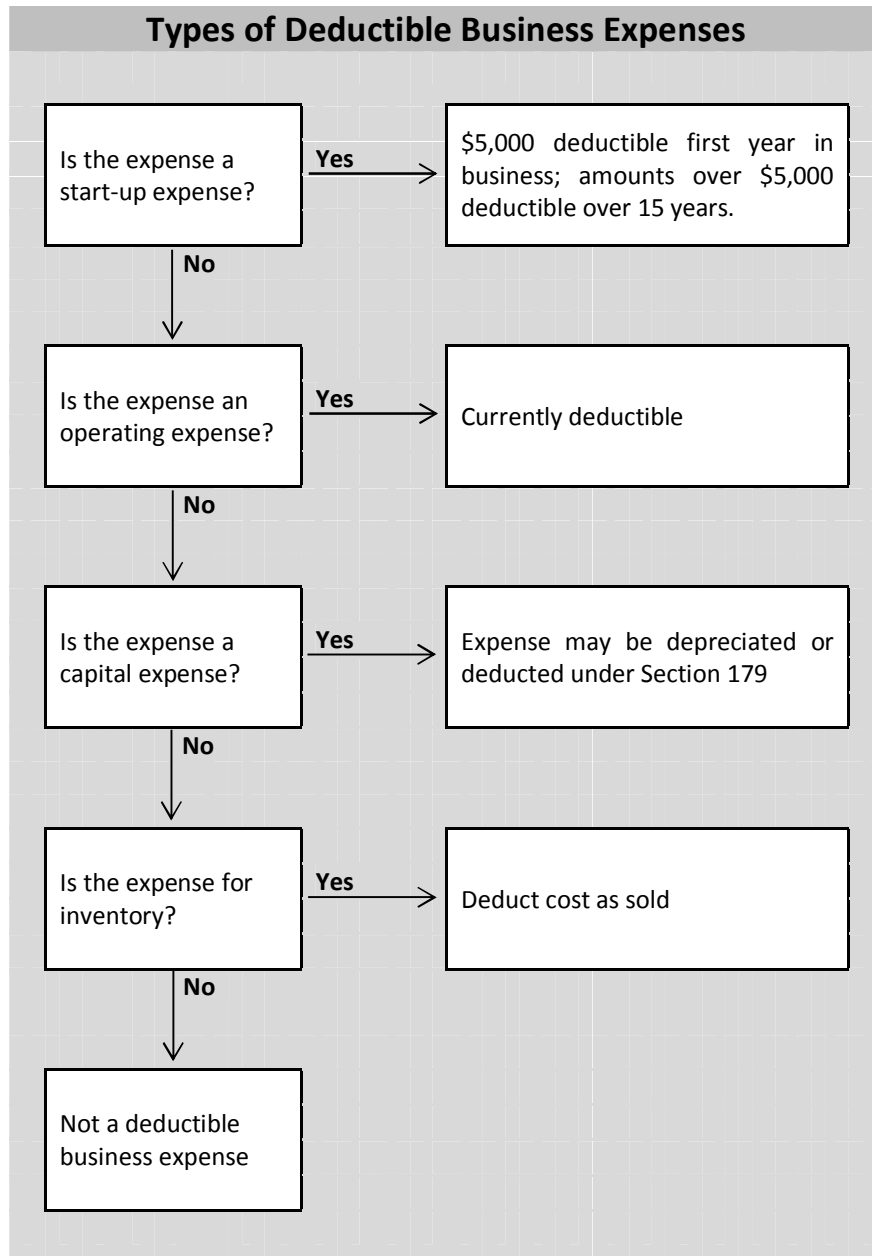 Types of Deductible Business Expenses
Is the expense a
start-up expense?
Yes
$5,000 deductible first year in
business; amounts over $5,000
deductible over 15 years.
No
Is the expense an
operating expense?
Yes
Currently deductible
No
Is the expense a
capital expense?
Yes
Expense may be depreciated or
deducted under Section 179
No
Is the expense for
inventory?
Yes
Deduct cost as sold
No
Not a deductible
business expense